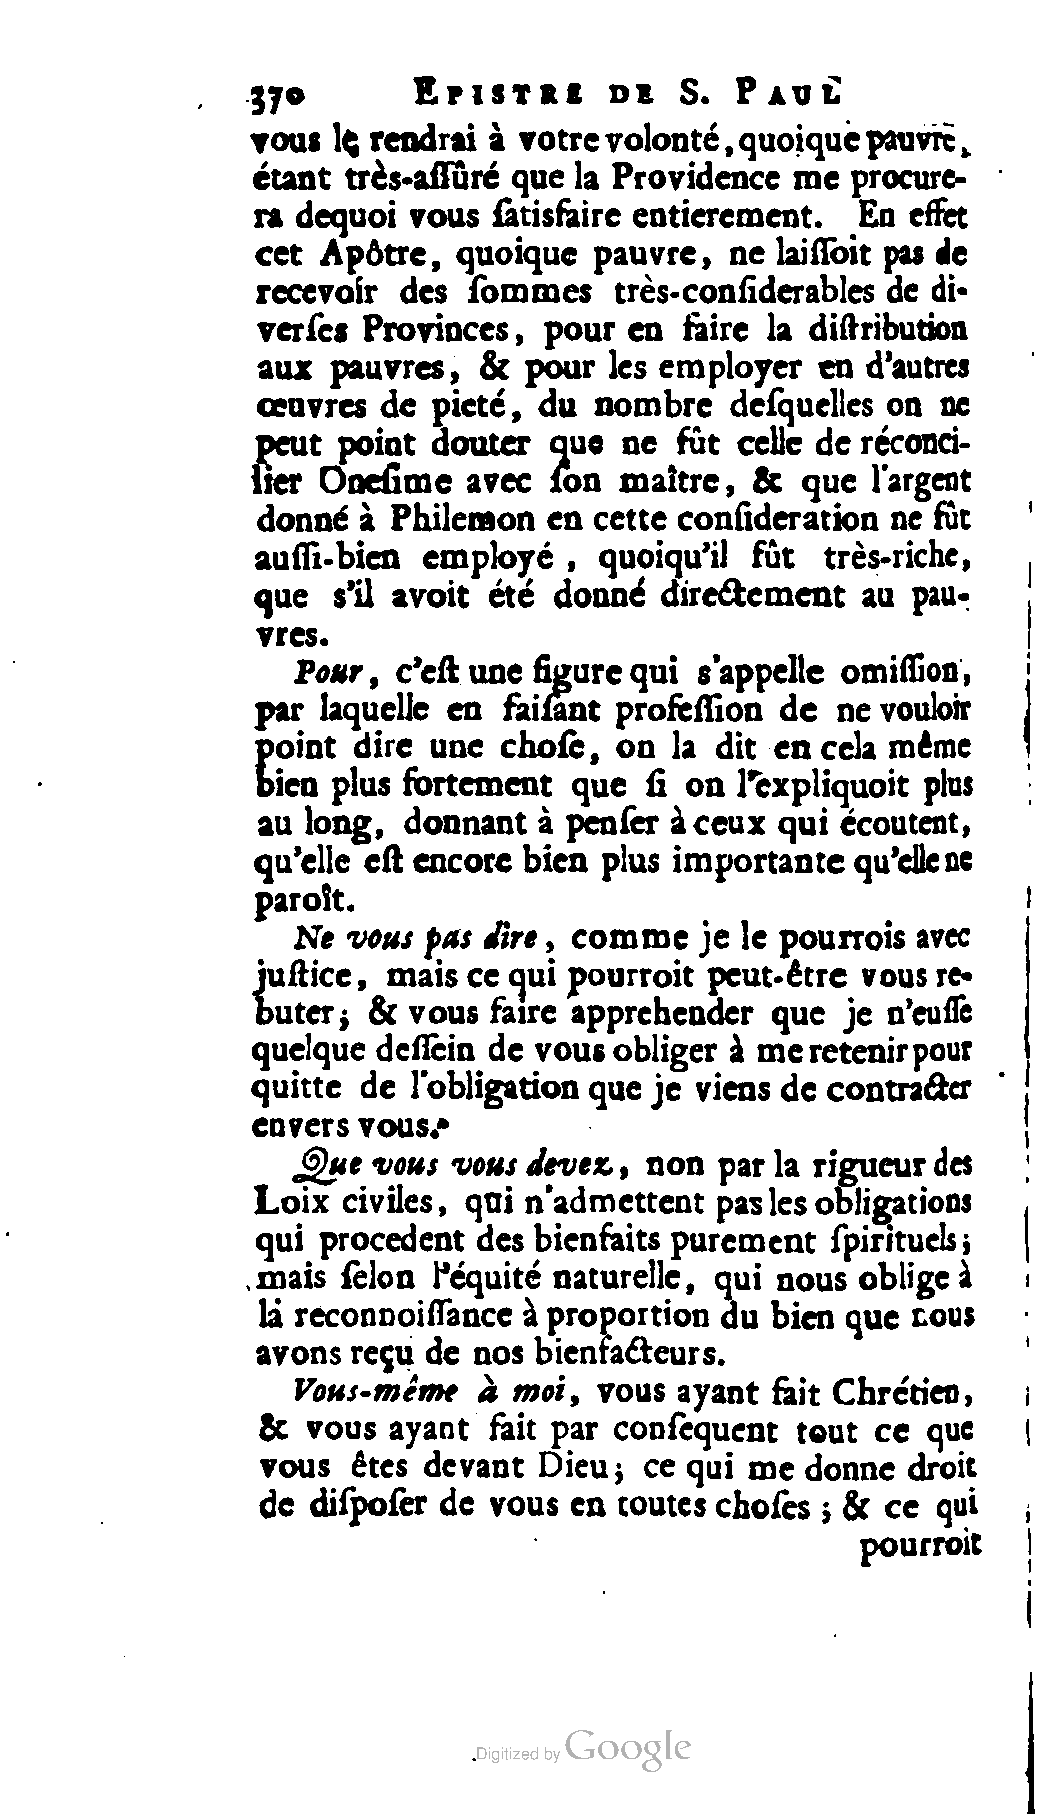 370 EPISTRE DE S. PAUL
vous le rendrai à votre volonté, quoique pauvre,
étant très-aſſûré que la Providence me procure-
ra dequoi vous ſatisfaire entierement. En effet
cet Apôtre, quoique pauvre, ne laiſſoit pas de
recevoir des ſommes très-conſiderables de di-
verſes Provinces, pour en faire la diſtribution
aux pauvres, & pour les employer en d'autres
œuvres de pieté, du nombre deſquelles on ne
peut point douter que ne fût celle de réconci-
lier Oneſime avec ſon maître, & que l'argent
donné à Philemon en cette conſideration ne fût
auſſi-bien employé, quoiqu'il fût très-riche,
que s'il avoit été donné directement au pau-
vres.
Pour, c'eſt une figure qui s'appelle omiſſion,
par laquelle en faiſant profeſſion de ne vouloir
point dire une choſe, on la dit en cela même
bien plus fortement que ſi on l'expliquoit plus
au long, donnant à penſer à ceux qui écoutent,
qu'elle eſt encore bien plus importante qu'elle ne
paroît.
Ne vous pas dire, comme je le pourrois avec
juſtice, mais ce qui pourroit peut-être vous re-
buter; & vous faire apprehender que je n'euſſe
quelque deſſein de vous obliger à me retenir pour
quitte de l'obligation que je viens de contracter
envers vous.
Que vous vous devez, non par la rigueur des
Loix civiles, qui n'admettent pas les obligations
qui procedent des bienfaits purement ſpirituels;
mais ſelon l'équité naturelle, qui nous oblige à
la reconnoiſſance à proportion du bien que nous
avons reçu de nos bienfacteurs.
Vous-même à moi, vous ayant fait Chrétien,
& vous ayant fait par conſequent tout ce que
vous êtes devant Dieu; ce qui me donne droit
de diſpoſer de vous en toutes choſes; & ce qui
pourroit
Digitized by Google